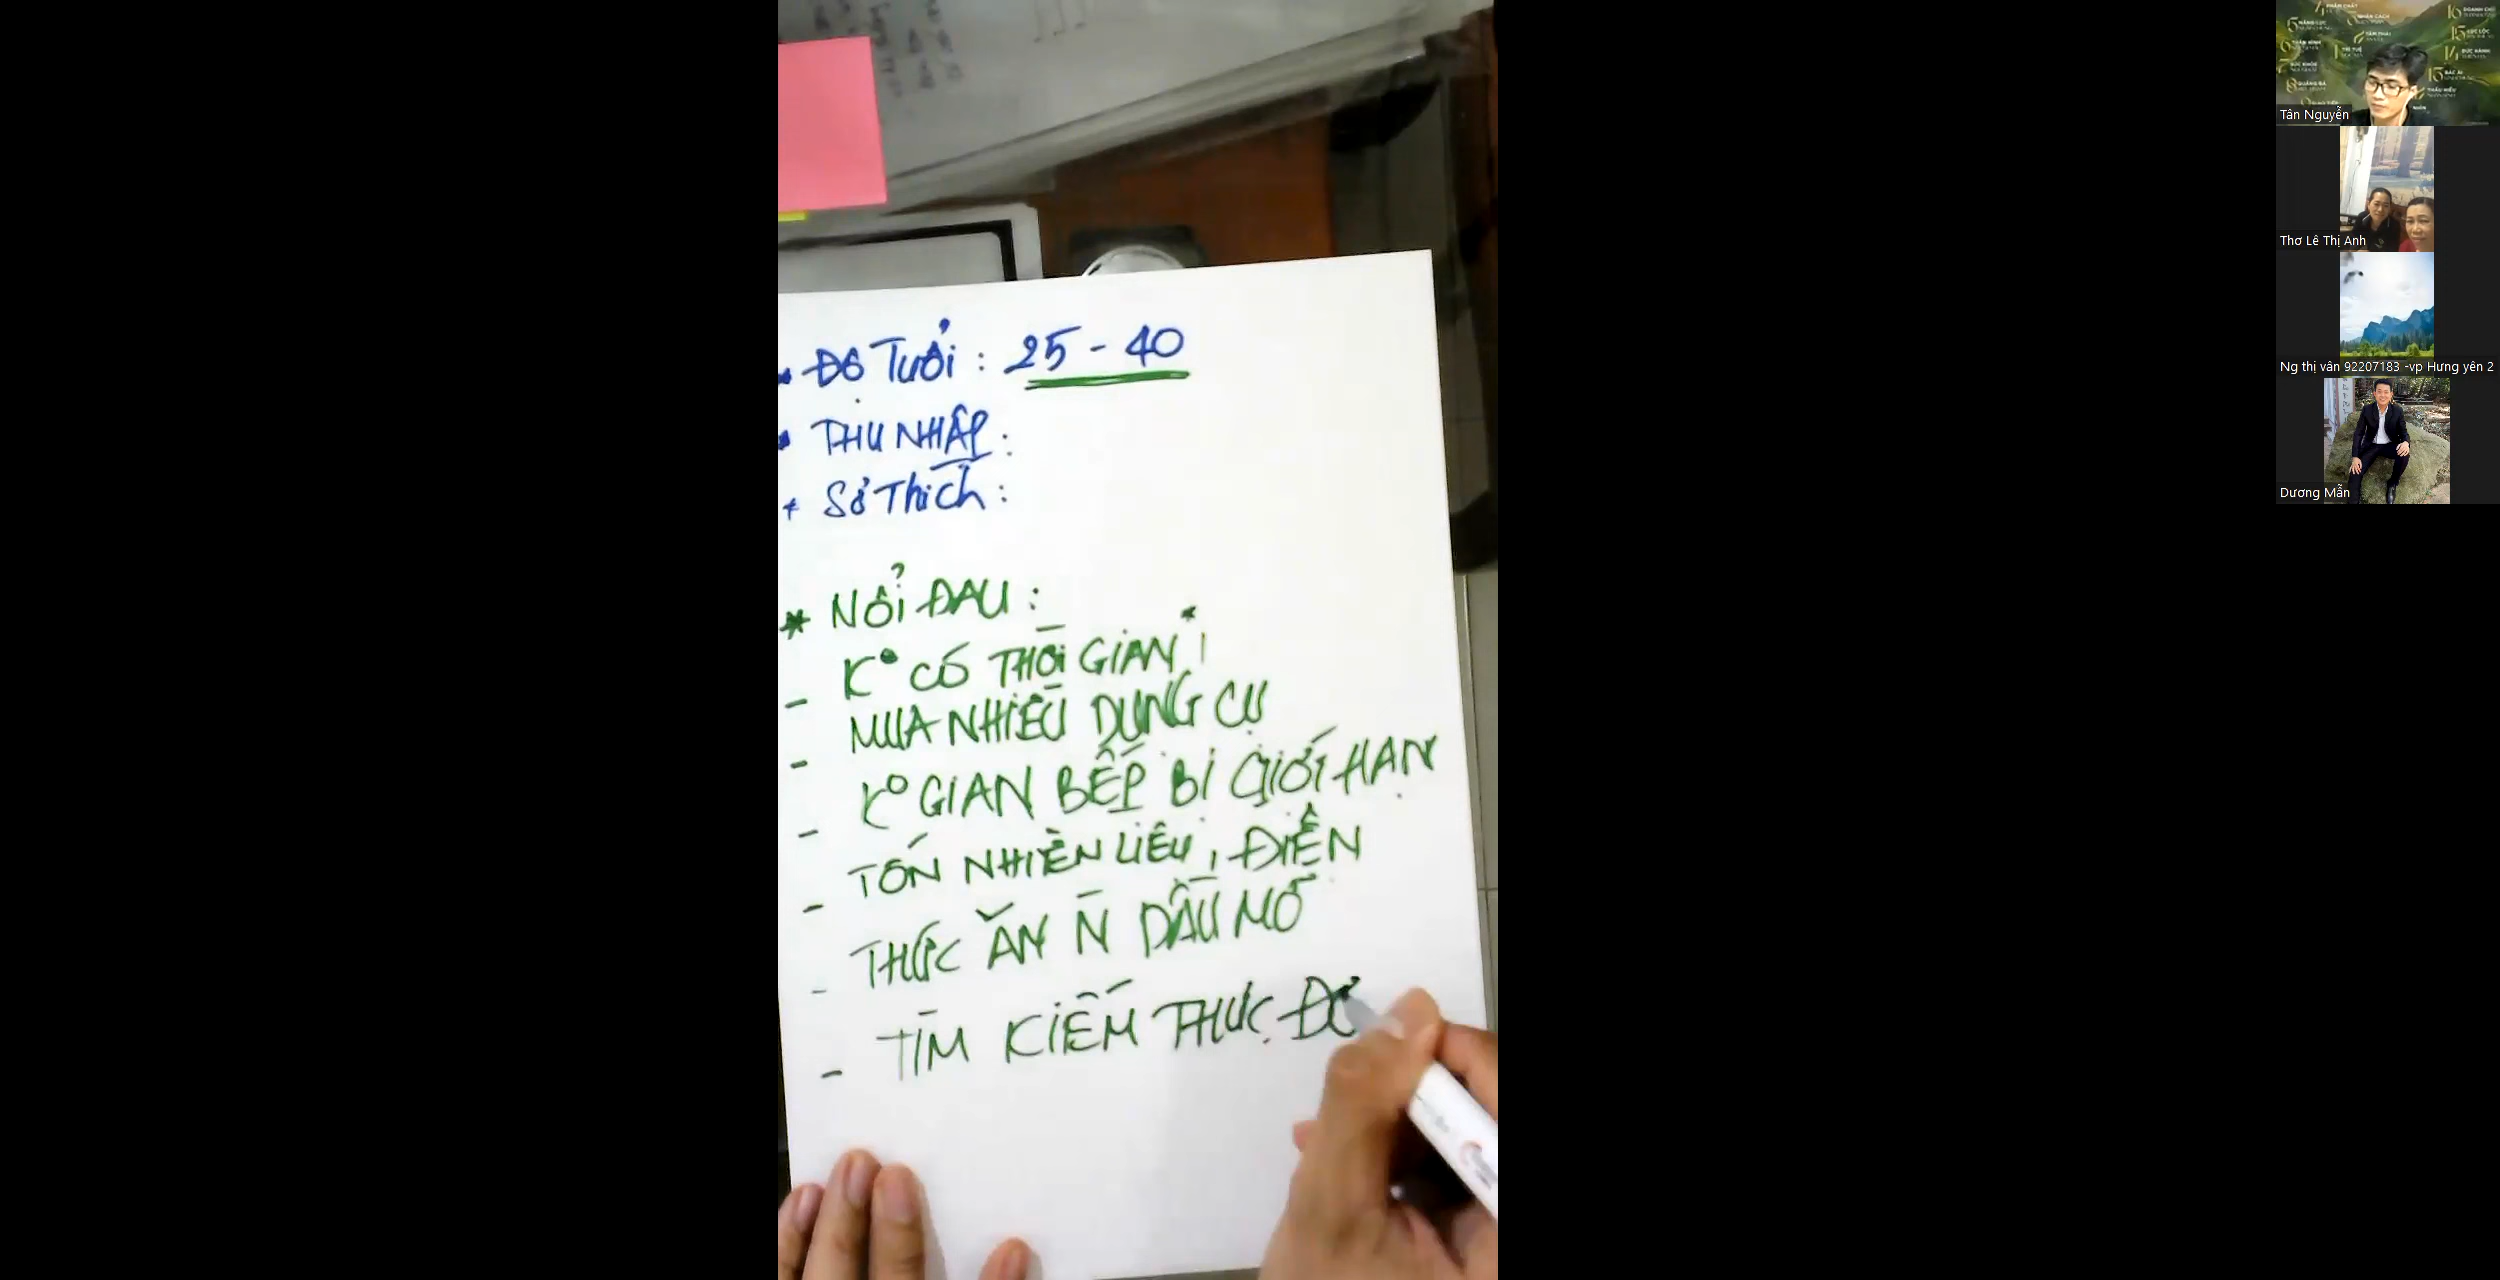 • Độ Tuổi : 25 - 40
• THU NHẬP :
+ Sở Thích :
* NỔI ĐAU :
- K° CÓ THỜI GIAN,
- MUA NHIỀU DỤNG CỤ
- K° GIAN BẾP BỊ GIỚI HẠN
- TỐN NHIÊN LIỆU, ĐIỆN
- THỨC ĂN N̄ DẦU MỠ
- TÌM KIẾM THỰC ĐƠ
Tân Nguyễn
Thơ Lê Thị Anh
Ng thị vân 92207183 -vp Hưng yên 2
Dương Mẫn